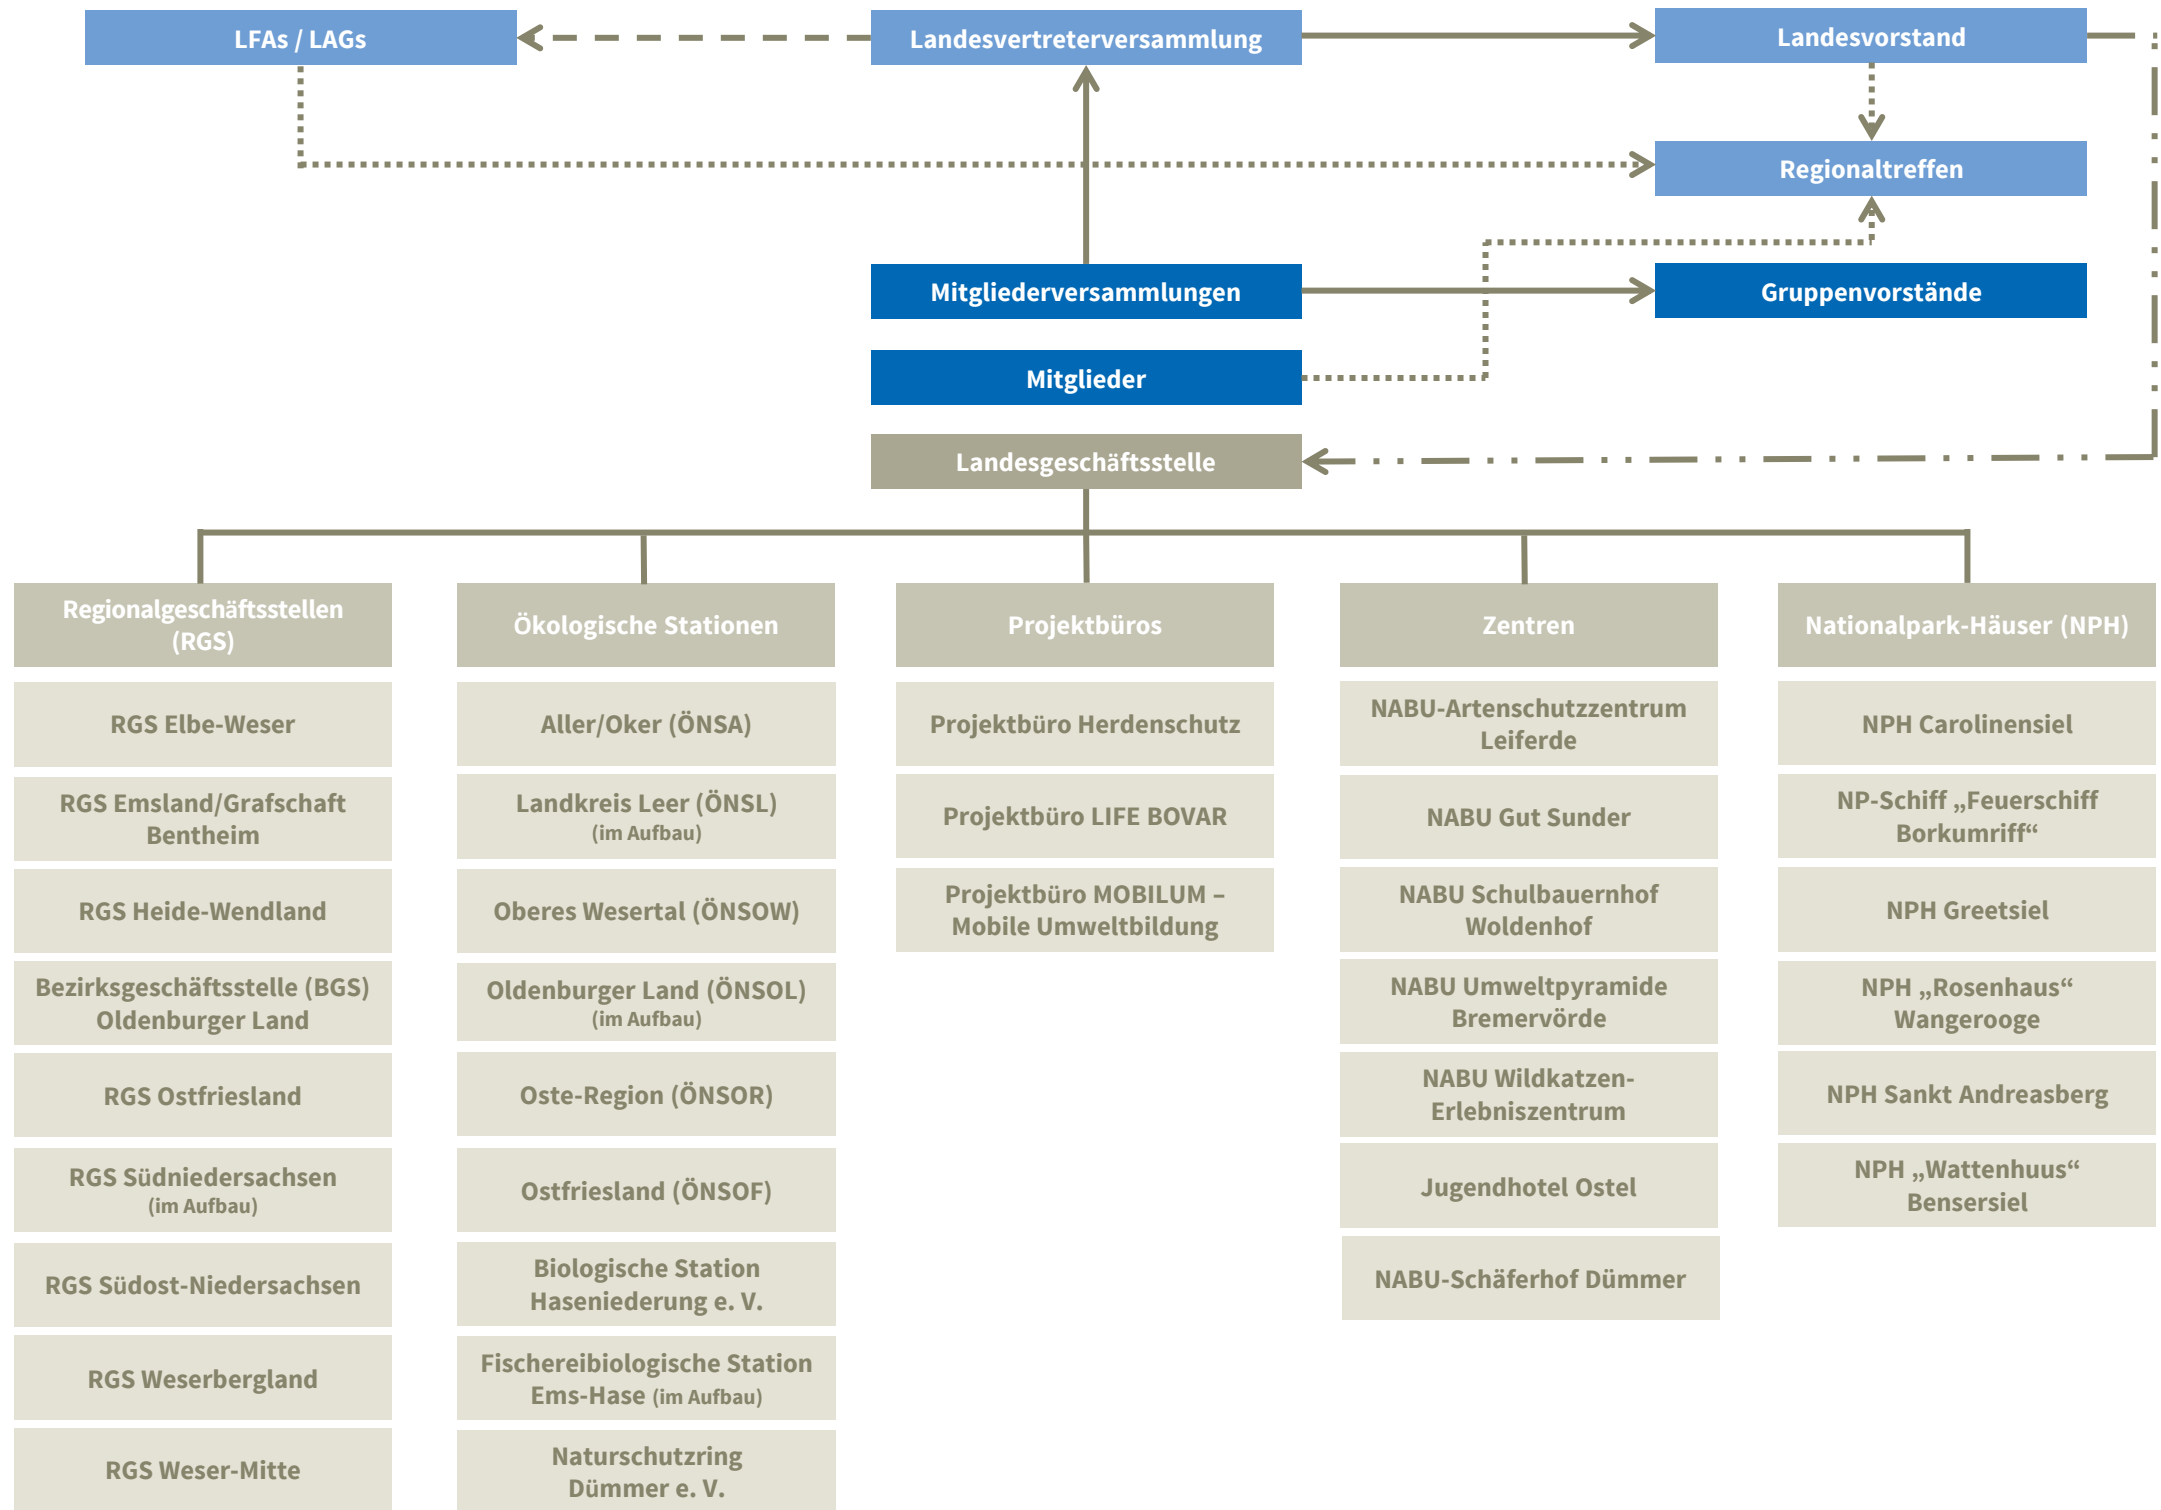 LFAs / LAGs
Landesvertreterversammlung
Landesvorstand
Regionaltreffen
Mitgliederversammlungen
Gruppenvorstände
Mitglieder
Landesgeschäftsstelle
Regionalgeschäftsstellen
(RGS)
RGS Elbe-Weser
RGS Emsland/Grafschaft
Bentheim
RGS Heide-Wendland
Bezirksgeschäftsstelle (BGS)
Oldenburger Land
RGS Ostfriesland
RGS Südniedersachsen
(im Aufbau)
RGS Südost-Niedersachsen
RGS Weserbergland
RGS Weser-Mitte
Ökologische Stationen
Aller/Oker (ÖNSA)
Landkreis Leer (ÖNSL)
(im Aufbau)
Oberes Wesertal (ÖNSOW)
Oldenburger Land (ÖNSOL)
(im Aufbau)
Oste-Region (ÖNSOR)
Ostfriesland (ÖNSOF)
Biologische Station
Haseniederung e. V.
Fischereibiologische Station
Ems-Hase (im Aufbau)
Naturschutzring
Dümmer e. V.
Projektbüros
Projektbüro Herdenschutz
Projektbüro LIFE BOVAR
Projektbüro MOBILUM –
Mobile Umweltbildung
Zentren
NABU-Artenschutzzentrum
Leiferde
NABU Gut Sunder
NABU Schulbauernhof
Woldenhof
NABU Umweltpyramide
Bremervörde
NABU Wildkatzen-
Erlebniszentrum
Jugendhotel Ostel
NABU-Schäferhof Dümmer
Nationalpark-Häuser (NPH)
NPH Carolinensiel
NP-Schiff „Feuerschiff
Borkumriff“
NPH Greetsiel
NPH „Rosenhaus“
Wangerooge
NPH Sankt Andreasberg
NPH „Wattenhuus“
Bensersiel